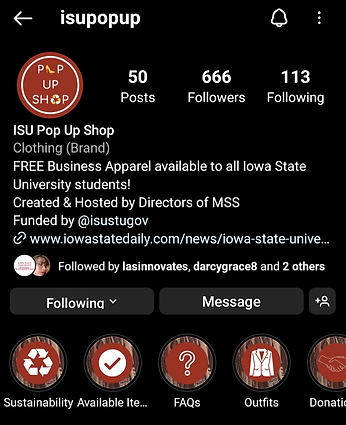 isupopup
POP
UP
SHOP
50
666
113
Posts
Followers
Following
ISU Pop Up Shop
Clothing (Brand)
FREE Business Apparel available to all Iowa State
University students!
Created & Hosted by Directors of MSS
Funded by @isustugov
www.iowastatedaily.com/news/iowa-state-unive...
Followed by lasinnovates, darcygrace8 and 2 others
Following
Message
Sustainability
Available Ite...
FAQs
Outfits
Donatio